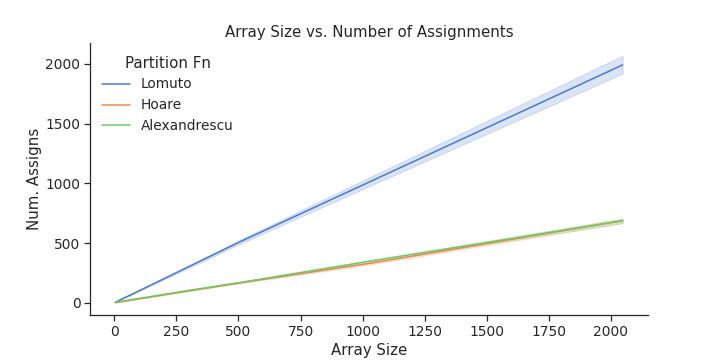 Array Size vs. Number of Assignments
Partition Fn
Lomuto
Hoare
Alexandrescu
Num. Assigns
2000
1500
1000
500
0
0 250 500 750 1000 1250 1500 1750 2000
Array Size